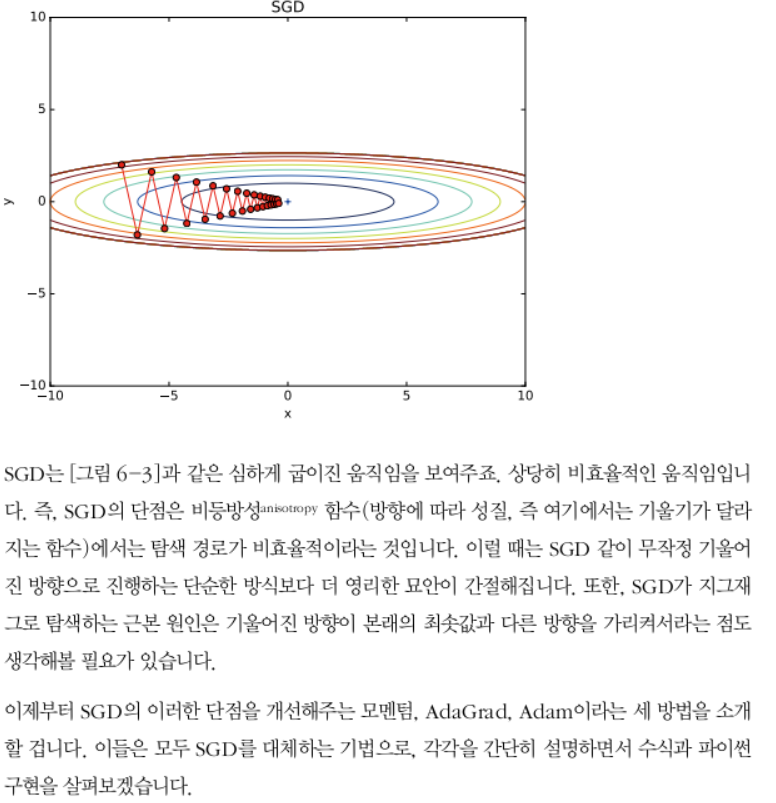 SGD
10
5
y
0
−5
−10
−10
−5
0
5
10
x
SGD는 [그림 6-3]과 같은 심하게 굽이진 움직임을 보여주죠. 상당히 비효율적인 움직임입니
다. 즉, SGD의 단점은 비등방성anisotropy 함수(방향에 따라 성질, 즉 여기에서는 기울기가 달라
지는 함수)에서는 탐색 경로가 비효율적이라는 것입니다. 이럴 때는 SGD 같이 무작정 기울어
진 방향으로 진행하는 단순한 방식보다 더 영리한 묘안이 간절해집니다. 또한, SGD가 지그재
그로 탐색하는 근본 원인은 기울어진 방향이 본래의 최솟값과 다른 방향을 가리켜서라는 점도
생각해볼 필요가 있습니다.
이제부터 SGD의 이러한 단점을 개선해주는 모멘텀, AdaGrad, Adam이라는 세 방법을 소개
할 겁니다. 이들은 모두 SGD를 대체하는 기법으로, 각각을 간단히 설명하면서 수식과 파이썬
구현을 살펴보겠습니다.